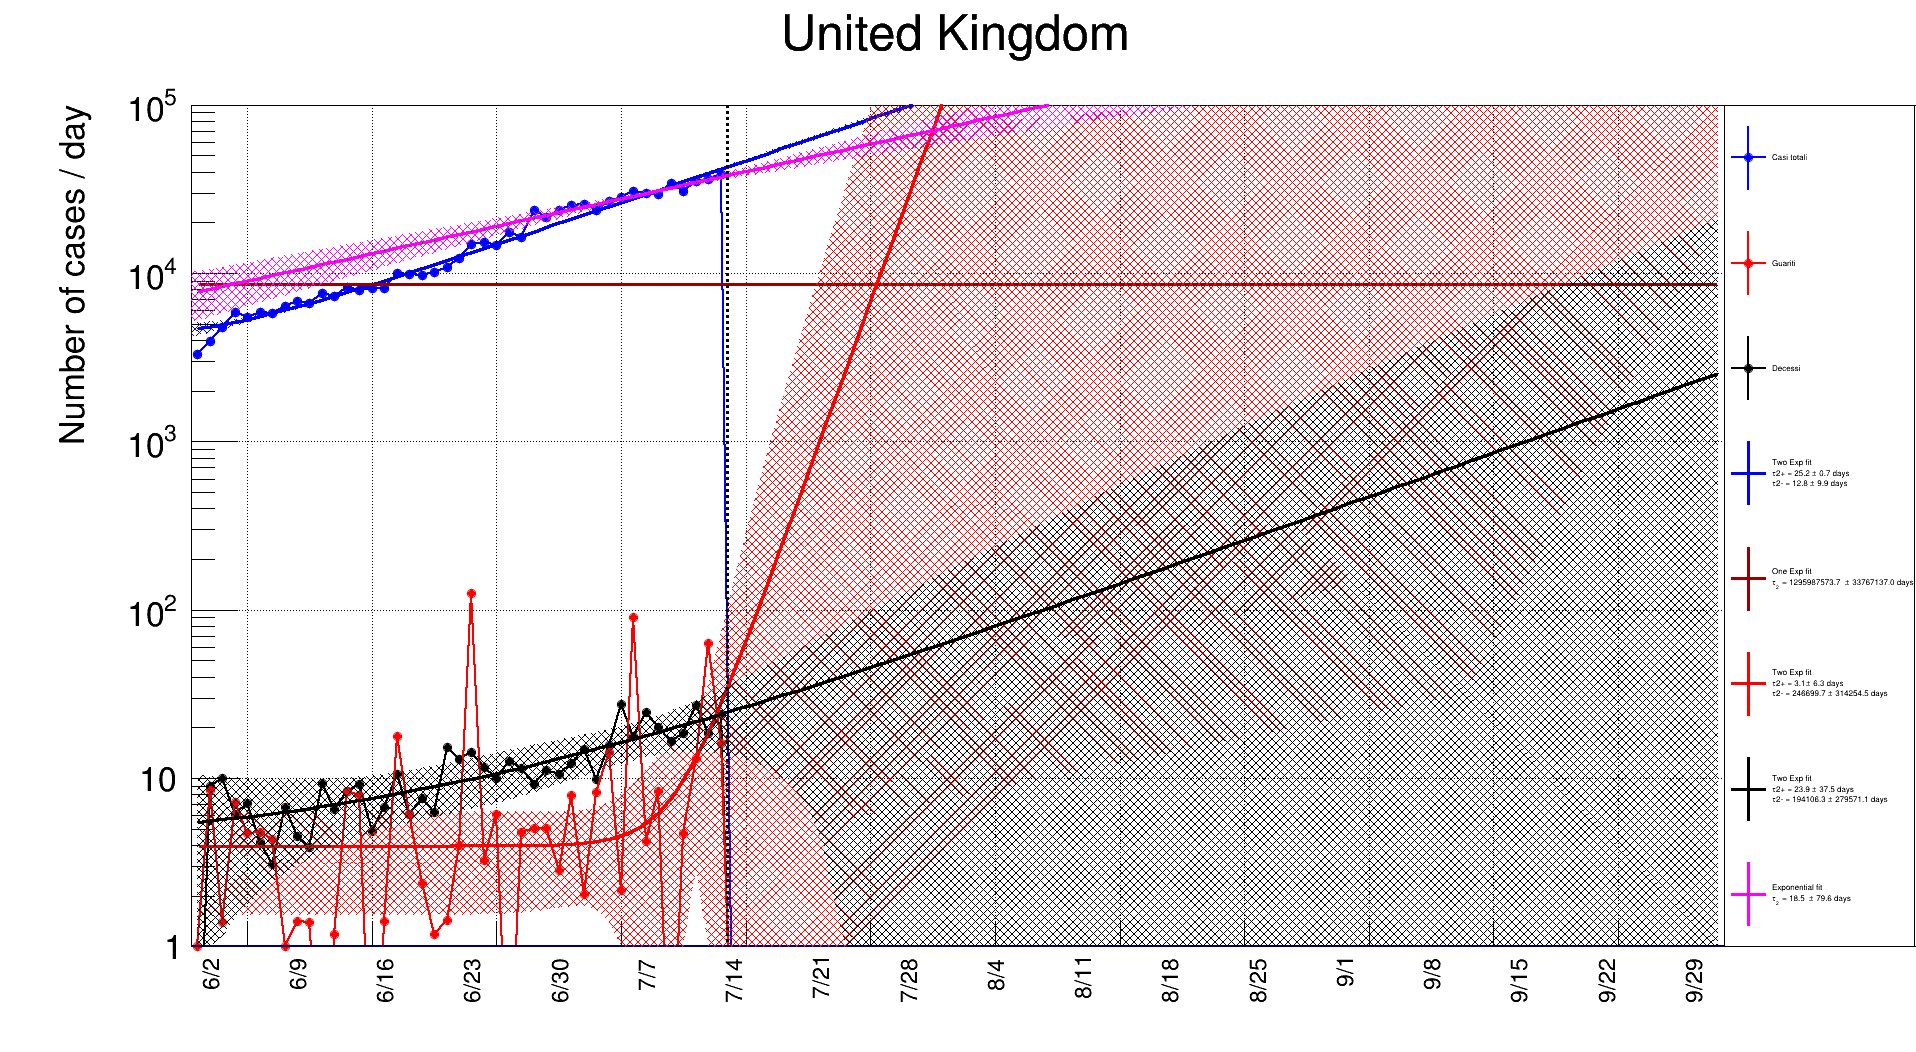 United Kingdom
Number of cases / day
10^5
10^4
10^3
10^2
10
1
6/2
6/9
6/16
6/23
6/30
7/7
7/14
7/21
7/28
8/4
8/11
8/18
8/25
9/1
9/8
9/15
9/22
9/29
Casi totali
Guariti
Decessi
Two Exp fit
τ2+ = 25.2 ± 0.7 days
τ2- = 12.8 ± 9.9 days
One Exp fit
τ_2 = 1295987573.7 ± 33767137.0 days
Two Exp fit
τ2+ = 3.1± 6.3 days
τ2- = 246699.7 ± 314254.5 days
Two Exp fit
τ2+ = 23.9 ± 37.5 days
τ2- = 194106.3 ± 279571.1 days
Exponential fit
τ_2 = 18.5 ± 79.6 days